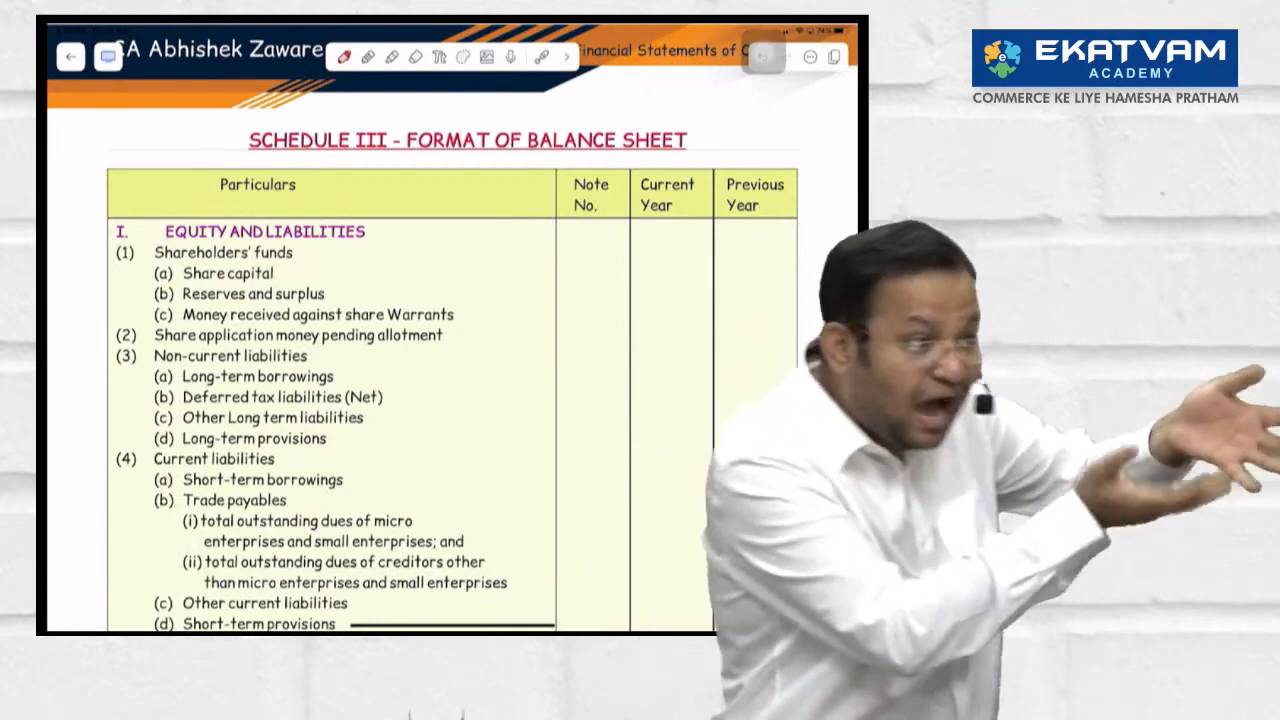 CA Abhishek Zaware
Financial Statements of
EKATVAM
ACADEMY
COMMERCE KE LIYE HAMESHA PRATHAM
74%
SCHEDULE III - FORMAT OF BALANCE SHEET
Particulars
Note No.
Current Year
Previous Year
I. EQUITY AND LIABILITIES
(1) Shareholders' funds
(a) Share capital
(b) Reserves and surplus
(c) Money received against share Warrants
(2) Share application money pending allotment
(3) Non-current liabilities
(a) Long-term borrowings
(b) Deferred tax liabilities (Net)
(c) Other Long term liabilities
(d) Long-term provisions
(4) Current liabilities
(a) Short-term borrowings
(b) Trade payables
(i) total outstanding dues of micro
enterprises and small enterprises; and
(ii) total outstanding dues of creditors other
than micro enterprises and small enterprises
(c) Other current liabilities
(d) Short-term provisions